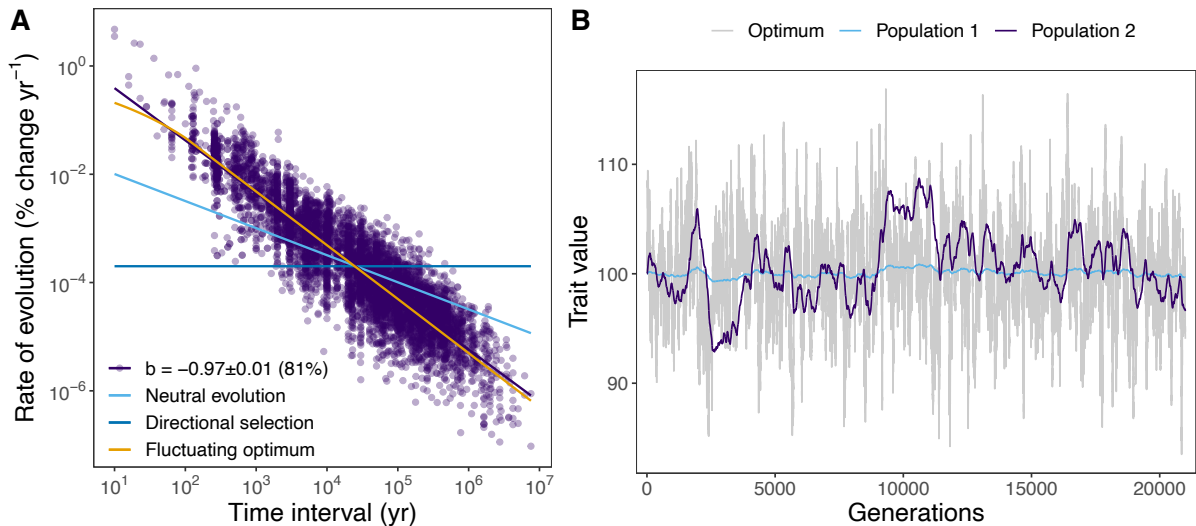 A
Rate of evolution (% change yr⁻¹)
10⁰
10⁻²
10⁻⁴
10⁻⁶
b = −0.97±0.01 (81%)
Neutral evolution
Directional selection
Fluctuating optimum
10¹ 10² 10³ 10⁴ 10⁵ 10⁶ 10⁷
Time interval (yr)
B
Optimum Population 1 Population 2
Trait value
110
100
90
0 5000 10000 15000 20000
Generations